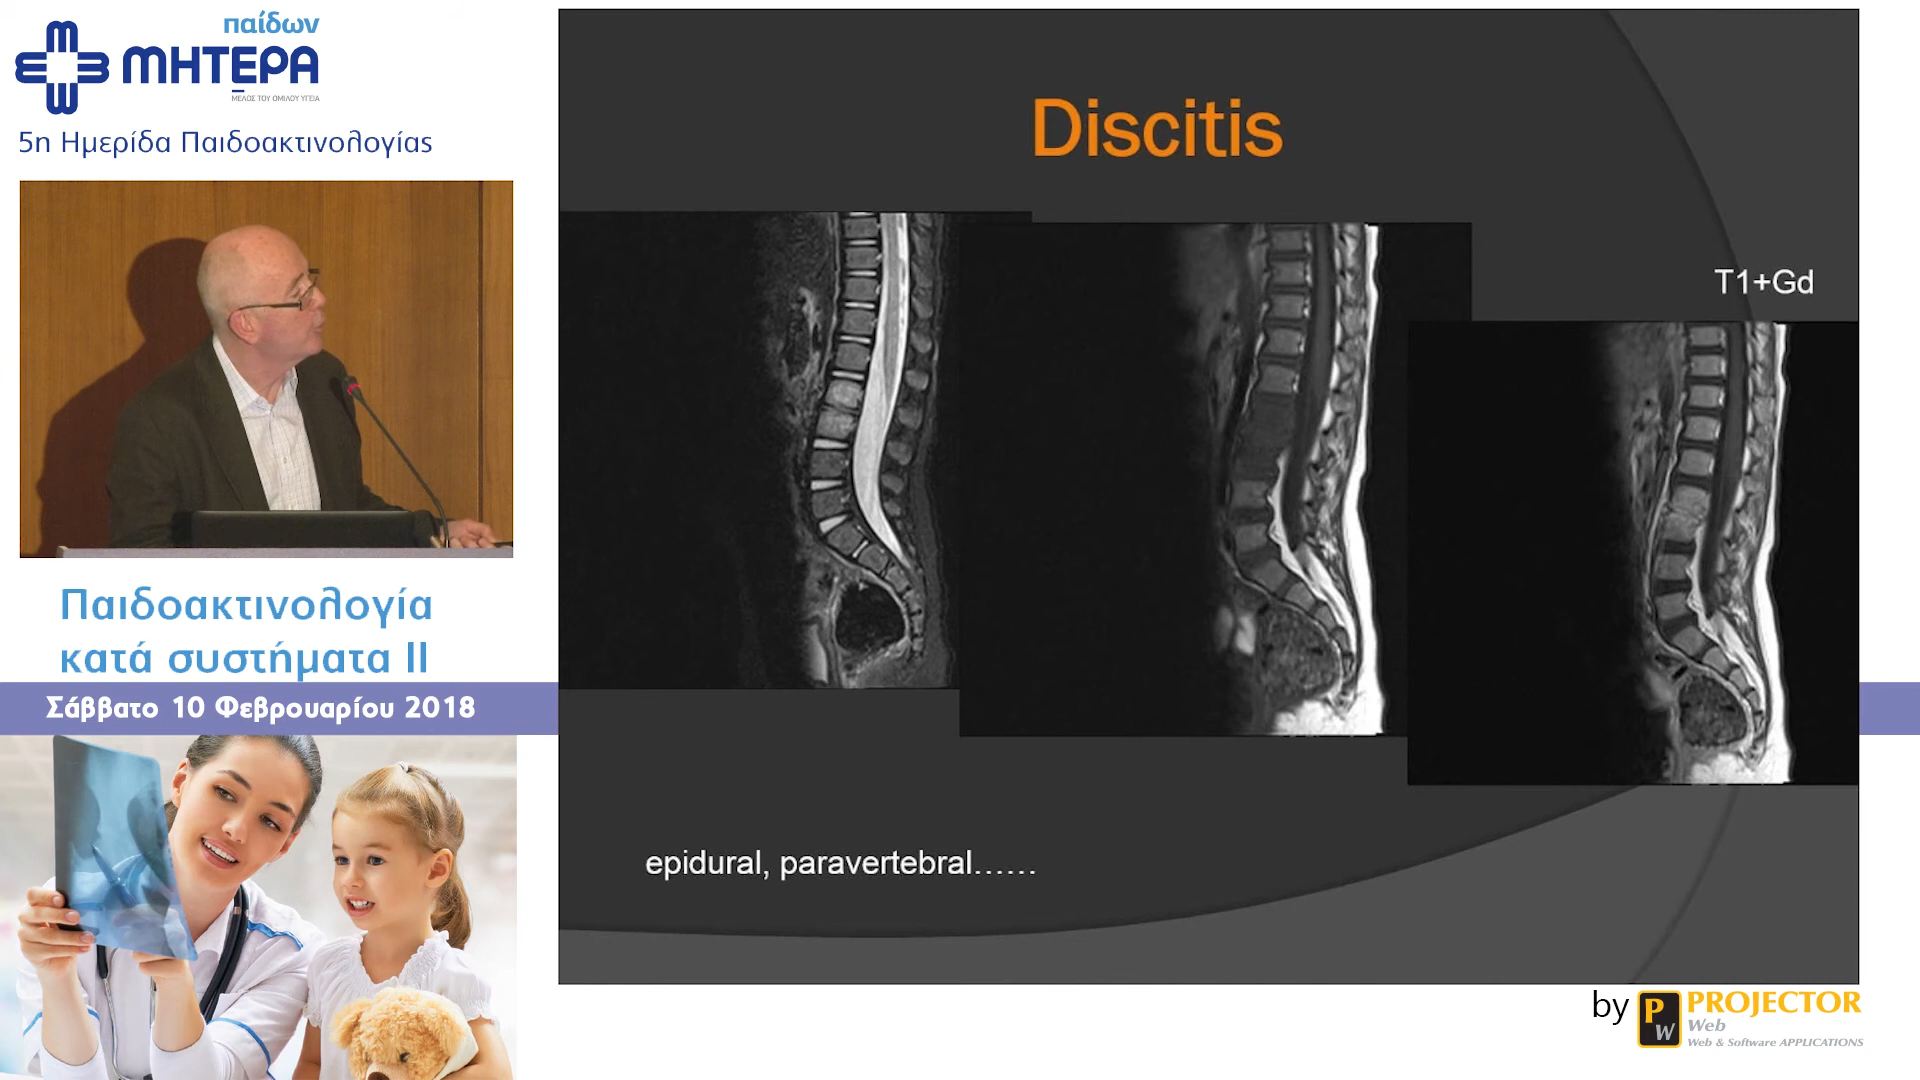 παίδων
ΜΗΤΕΡΑ
ΜΕΛΟΣ ΤΟΥ ΟΜΙΛΟΥ ΥΓΕΙΑ
5η Ημερίδα Παιδοακτινολογίας
Παιδοακτινολογία
κατά συστήματα ΙΙ
Σάββατο 10 Φεβρουαρίου 2018
Discitis
T1+Gd
epidural, paravertebral......
by PW PROJECTOR
Web
Web & Software APPLICATIONS